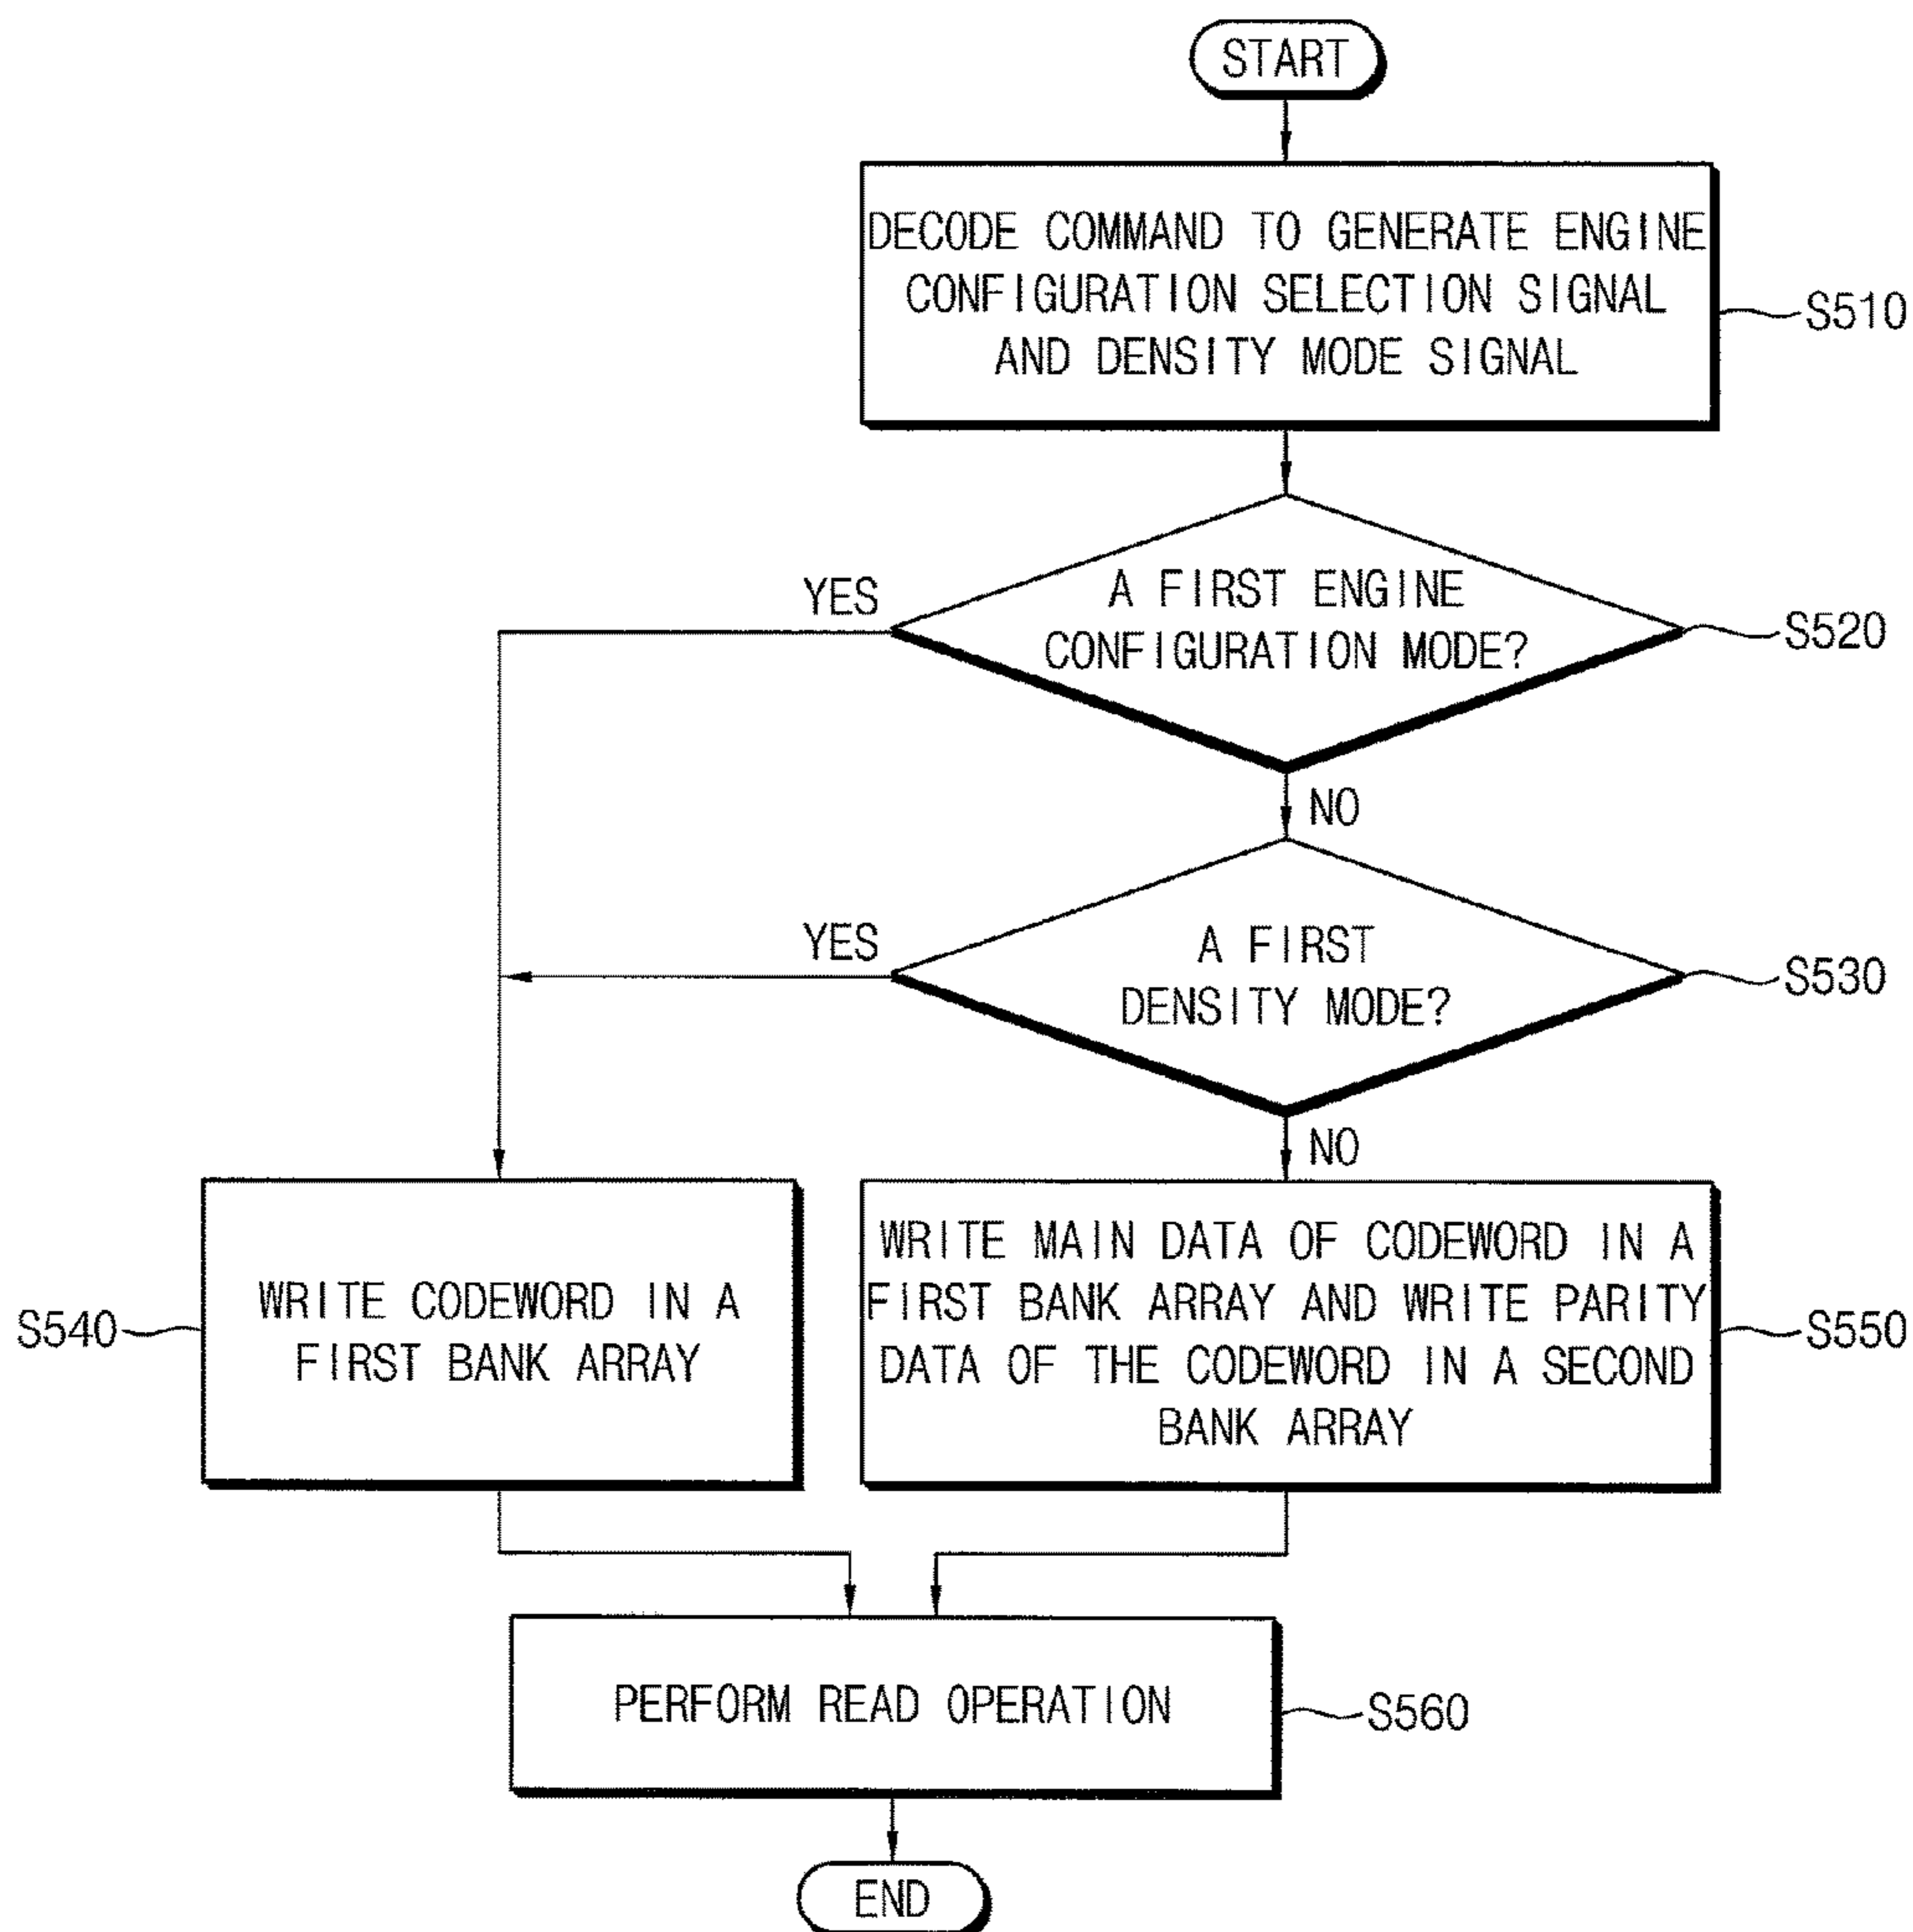 START
DECODE COMMAND TO GENERATE ENGINE
CONFIGURATION SELECTION SIGNAL
AND DENSITY MODE SIGNAL
S510
YES
A FIRST ENGINE
CONFIGURATION MODE?
S520
NO
YES
A FIRST
DENSITY MODE?
S530
NO
S540
WRITE CODEWORD IN A
FIRST BANK ARRAY
WRITE MAIN DATA OF CODEWORD IN A
FIRST BANK ARRAY AND WRITE PARITY
DATA OF THE CODEWORD IN A SECOND
BANK ARRAY
S550
PERFORM READ OPERATION
S560
END